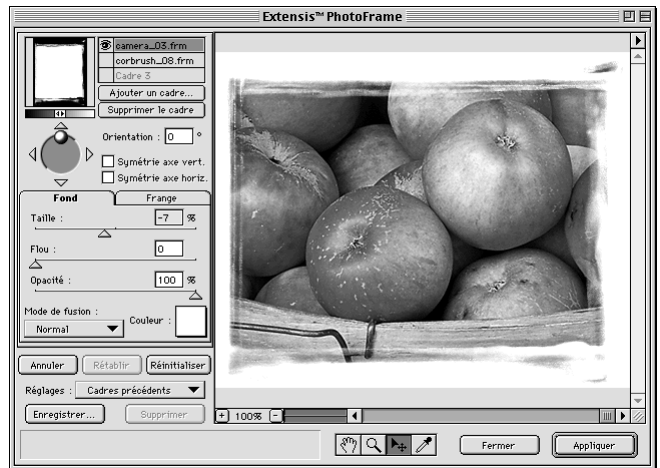 Extensis™ PhotoFrame
camera_03.frm
corbrush_08.frm
Cadre 3
Ajouter un cadre...
Supprimer le cadre
Orientation : 0 °
Symétrie axe vert.
Symétrie axe horiz.
Fond Frange
Taille : -7 %
Flou : 0
Opacité : 100 %
Mode de fusion :
Normal
Couleur :
Annuler Rétablir Réinitialiser
Réglages : Cadres précédents
Enregistrer... Supprimer
+ 100% -
Fermer Appliquer